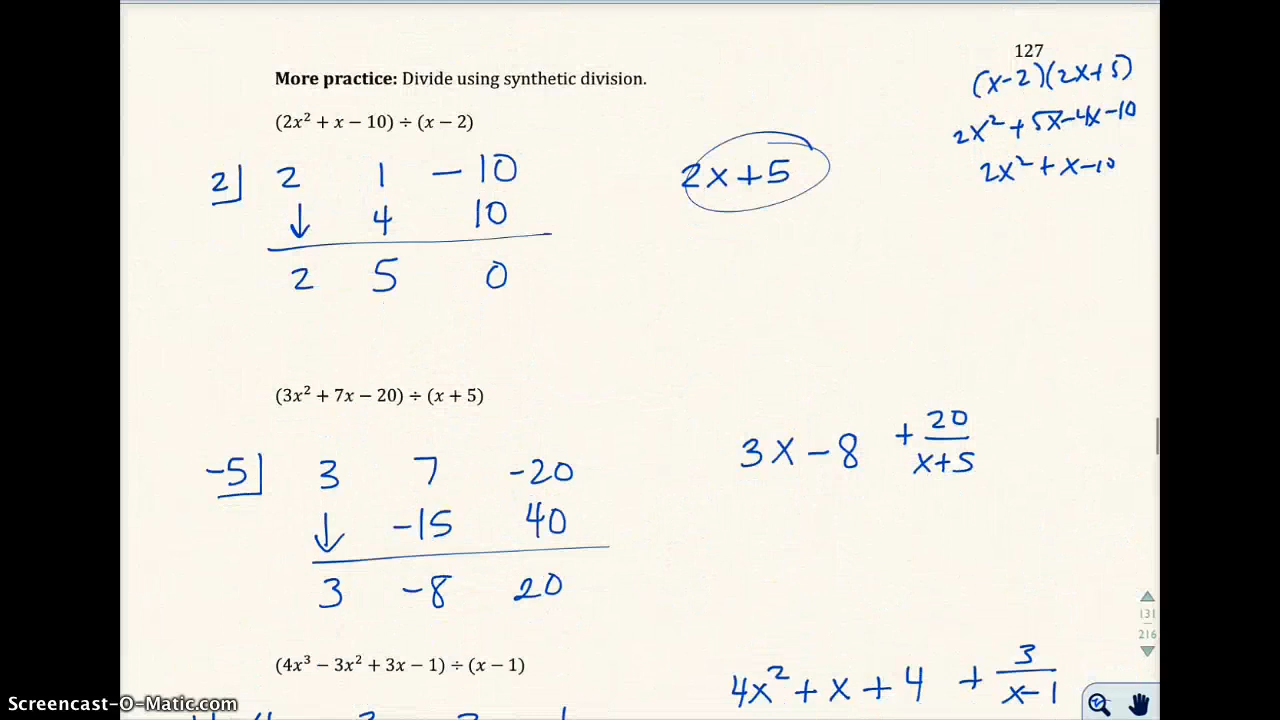 127
More practice: Divide using synthetic division.
(x-2)(2x+5)
(2x² + x − 10) ÷ (x − 2)
2x² + 5x-4x-10
2x² + x-10
2 2 1 -10
2x+5
↓ 4 10
2 5 0
(3x² + 7x − 20) ÷ (x + 5)
3x-8 + 20/(x+5)
-5 3 7 -20
↓ -15 40
3 -8 20
(4x³ − 3x² + 3x − 1) ÷ (x − 1)
4x² + x + 4 + 3/(x-1)
131
216
Screencast-O-Matic.com